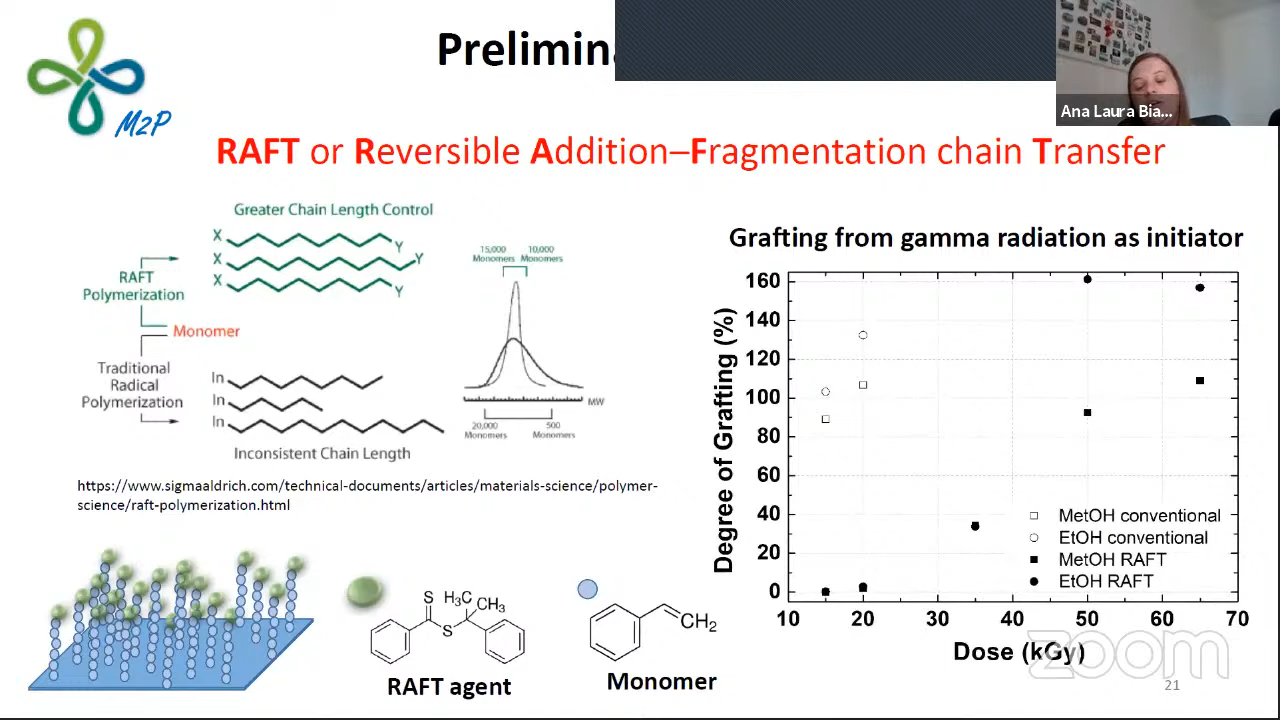 M2P
Ana Laura Bia...
RAFT or Reversible Addition–Fragmentation chain Transfer
Greater Chain Length Control
X
Y
X
Y
X
Y
RAFT
Polymerization
Monomer
Traditional
Radical
Polymerization
In
In
In
Inconsistent Chain Length
15,000
Monomers
10,000
Monomers
MW
20,000
Monomers
500
Monomers
https://www.sigmaaldrich.com/technical-documents/articles/materials-science/polymer-
science/raft-polymerization.html
S
H₃C
CH₃
S
RAFT agent
CH₂
Monomer
Grafting from gamma radiation as initiator
Degree of Grafting (%)
160
140
120
100
80
60
40
20
0
MetOH conventional
EtOH conventional
MetOH RAFT
EtOH RAFT
10 20 30 40 50 60 70
Dose (kGy)
zoom
21